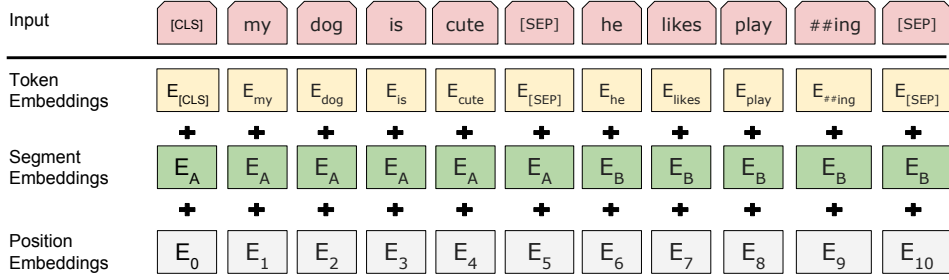 Input [CLS] my dog is cute [SEP] he likes play ##ing [SEP]
Token Embeddings E[CLS] Emy Edog Eis Ecute E[SEP] Ehe Elikes Eplay E##ing E[SEP]
+ + + + + + + + + + +
Segment Embeddings EA EA EA EA EA EA EB EB EB EB EB
+ + + + + + + + + + +
Position Embeddings E0 E1 E2 E3 E4 E5 E6 E7 E8 E9 E10